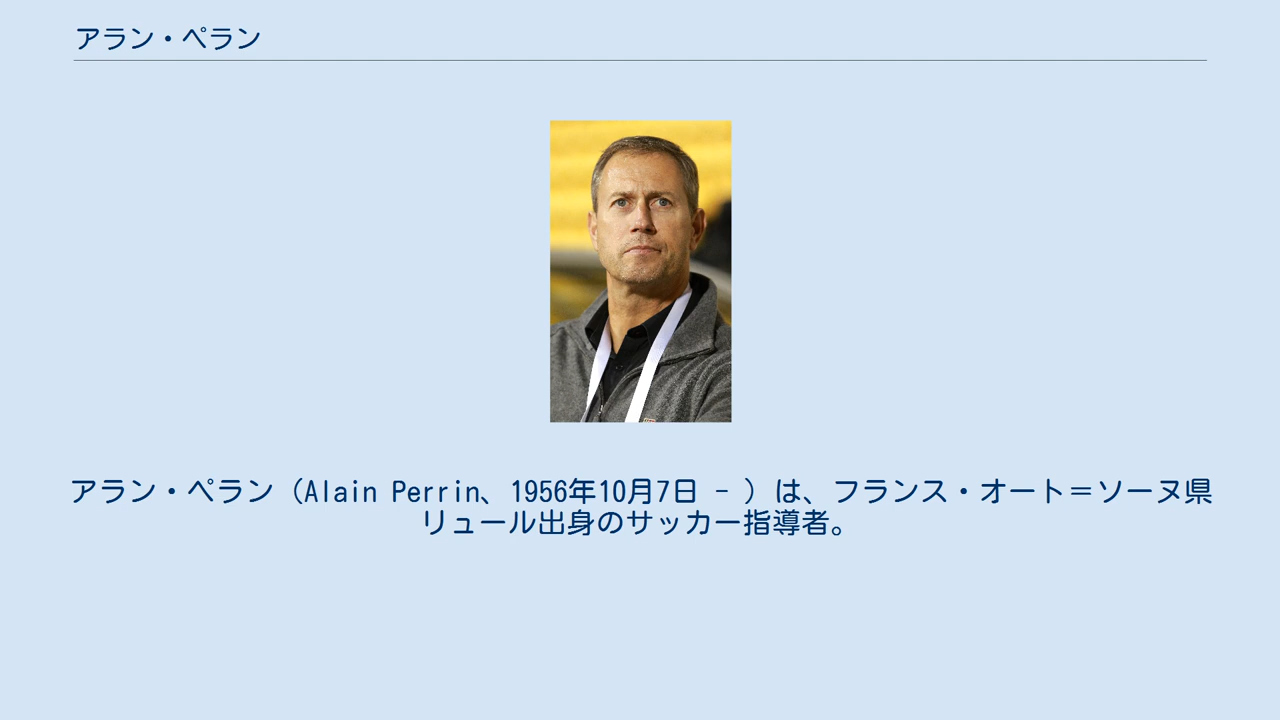 アラン・ペラン
アラン・ペラン（Alain Perrin、1956年10月7日 - ）は、フランス・オート＝ソーヌ県
リュール出身のサッカー指導者。